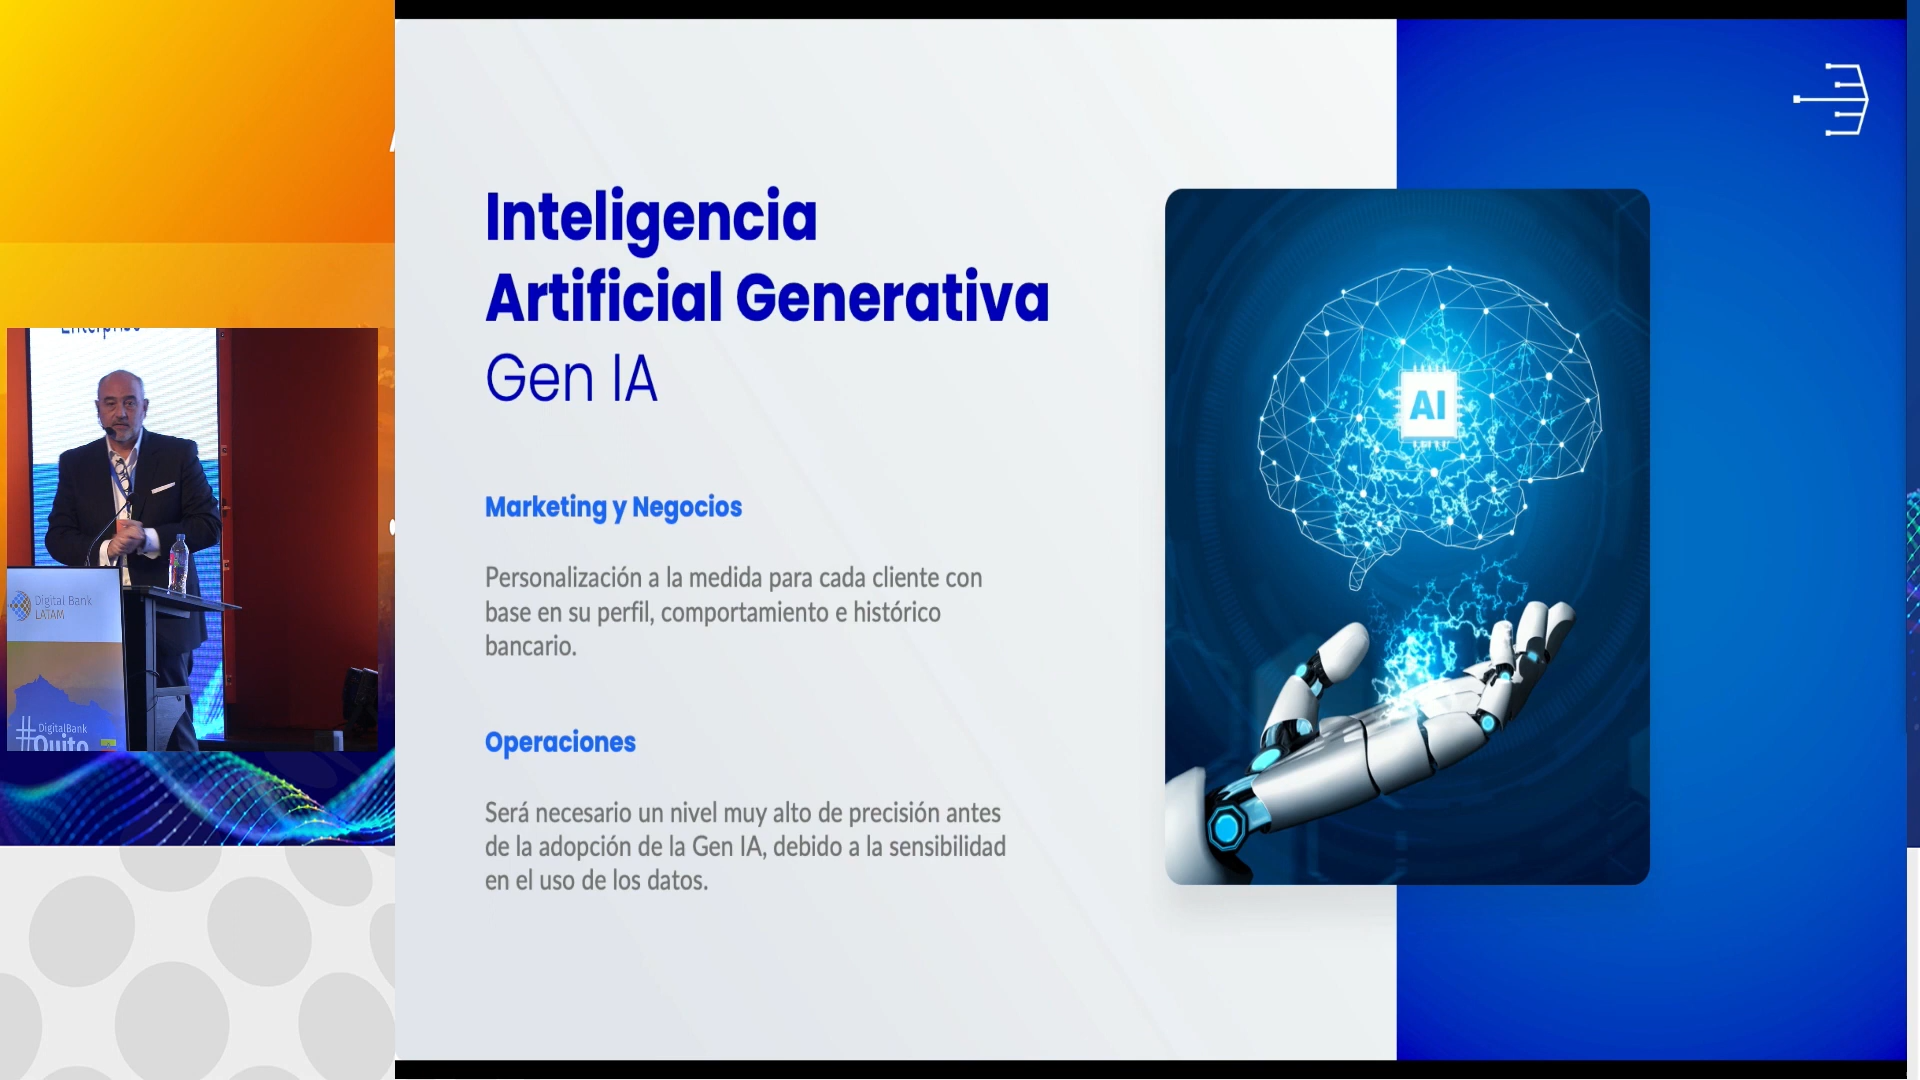 Inteligencia
Artificial Generativa
Gen IA
Marketing y Negocios
Personalización a la medida para cada cliente con
base en su perfil, comportamiento e histórico
bancario.
Operaciones
Será necesario un nivel muy alto de precisión antes
de la adopción de la Gen IA, debido a la sensibilidad
en el uso de los datos.
AI
Enterprise
Digital Bank
LATAM
#DigitalBank
Quito